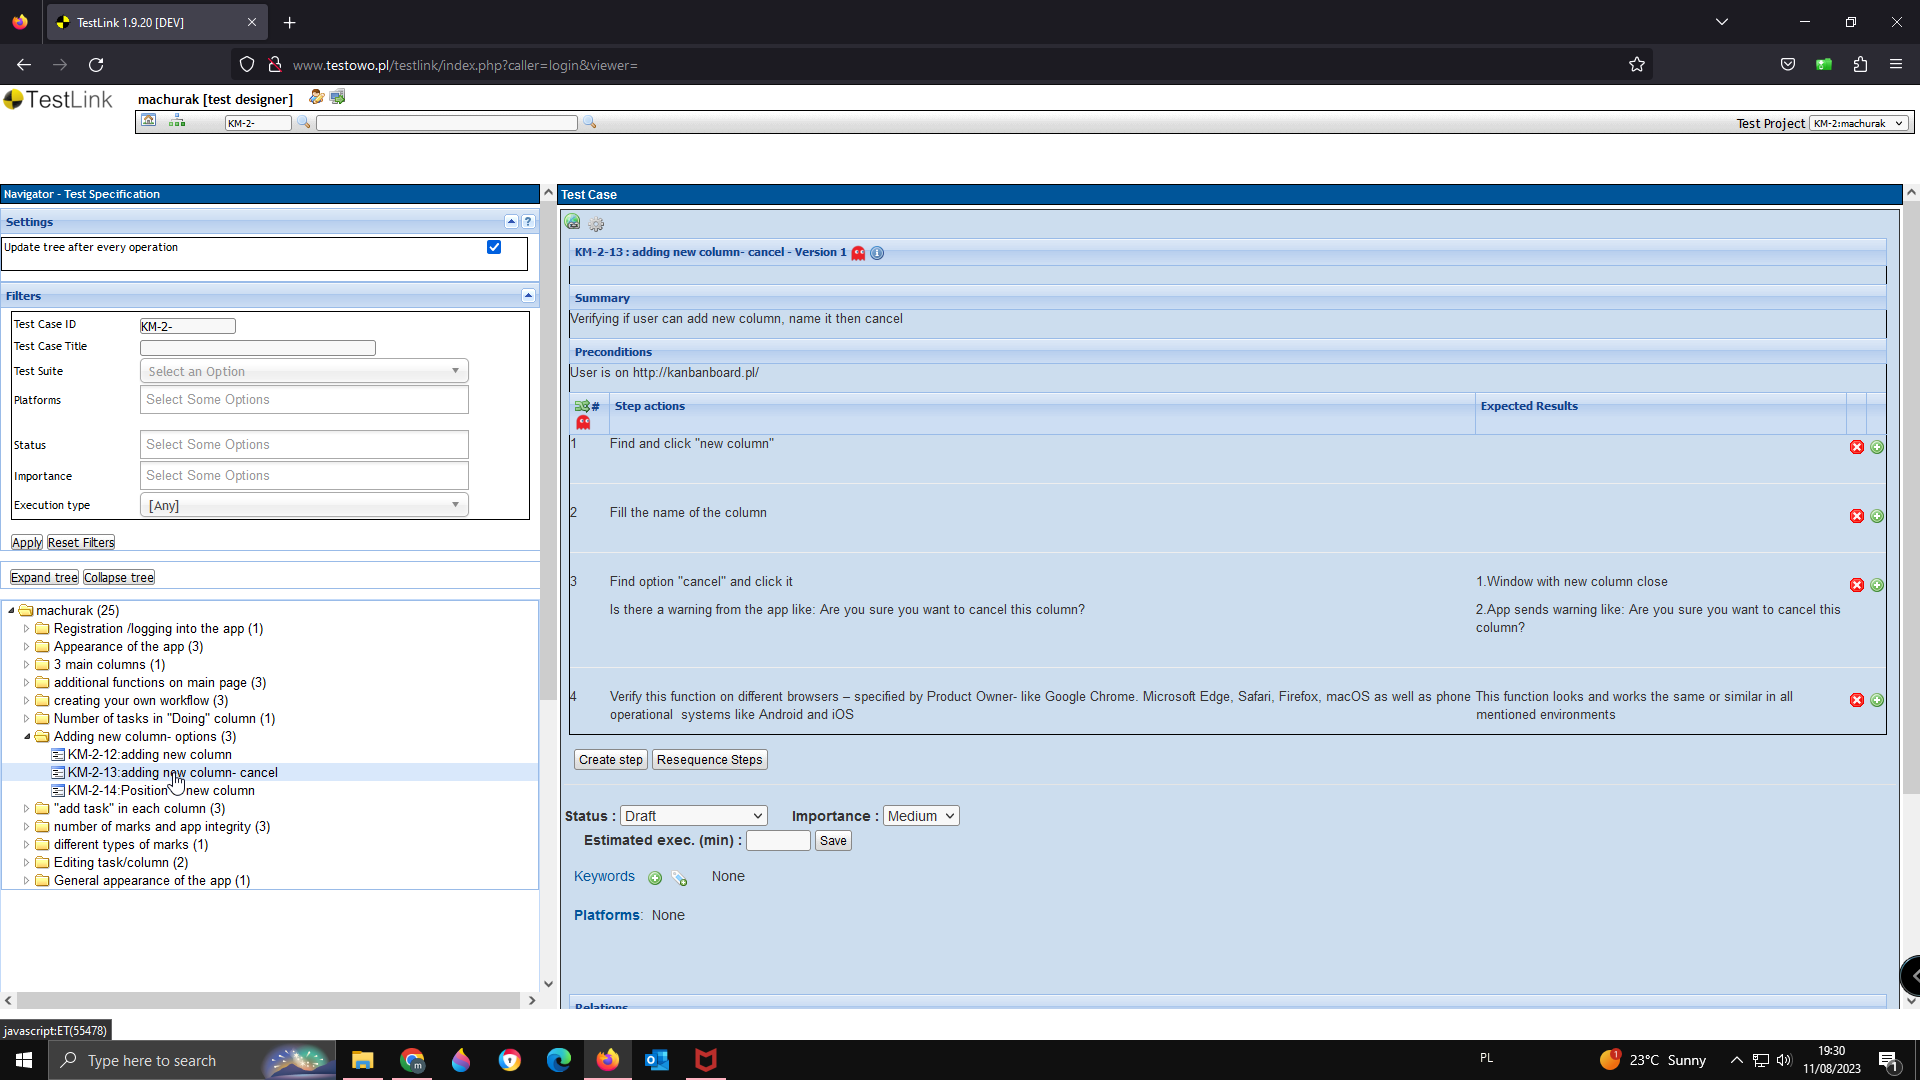 TestLink 1.9.20 [DEV]
www.testowo.pl/testlink/index.php?caller=login&viewer=
TestLink
machurak [test designer]
KM-2-
Test Project KM-2:machurak
Navigator - Test Specification
Settings
Update tree after every operation
Filters
Test Case ID KM-2-
Test Case Title
Test Suite Select an Option
Platforms Select Some Options
Status Select Some Options
Importance Select Some Options
Execution type [Any]
Apply Reset Filters
Expand tree Collapse tree
machurak (25)
Registration /logging into the app (1)
Appearance of the app (3)
3 main columns (1)
additional functions on main page (3)
creating your own workflow (3)
Number of tasks in "Doing" column (1)
Adding new column- options (3)
KM-2-12:adding new column
KM-2-13:adding new column- cancel
KM-2-14:Position new column
"add task" in each column (3)
number of marks and app integrity (3)
different types of marks (1)
Editing task/column (2)
General appearance of the app (1)
Test Case
KM-2-13 : adding new column- cancel - Version 1
Summary
Verifying if user can add new column, name it then cancel
Preconditions
User is on http://kanbanboard.pl/
# Step actions Expected Results
1 Find and click "new column"
2 Fill the name of the column
3 Find option "cancel" and click it 1.Window with new column close
Is there a warning from the app like: Are you sure you want to cancel this column? 2.App sends warning like: Are you sure you want to cancel this
column?
4 Verify this function on different browsers – specified by Product Owner- like Google Chrome. Microsoft Edge, Safari, Firefox, macOS as well as phone This function looks and works the same or similar in all
operational systems like Android and iOS mentioned environments
Create step Resequence Steps
Status : Draft Importance : Medium
Estimated exec. (min) : Save
Keywords None
Platforms: None
Relations
javascript:ET(55478)
Type here to search
PL
1
23°C Sunny
19:30
11/08/2023
1